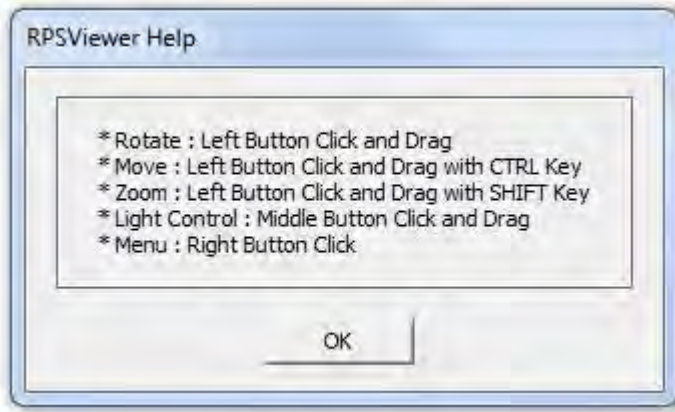 RPSViewer Help
* Rotate : Left Button Click and Drag
* Move : Left Button Click and Drag with CTRL Key
* Zoom : Left Button Click and Drag with SHIFT Key
* Light Control : Middle Button Click and Drag
* Menu : Right Button Click
OK